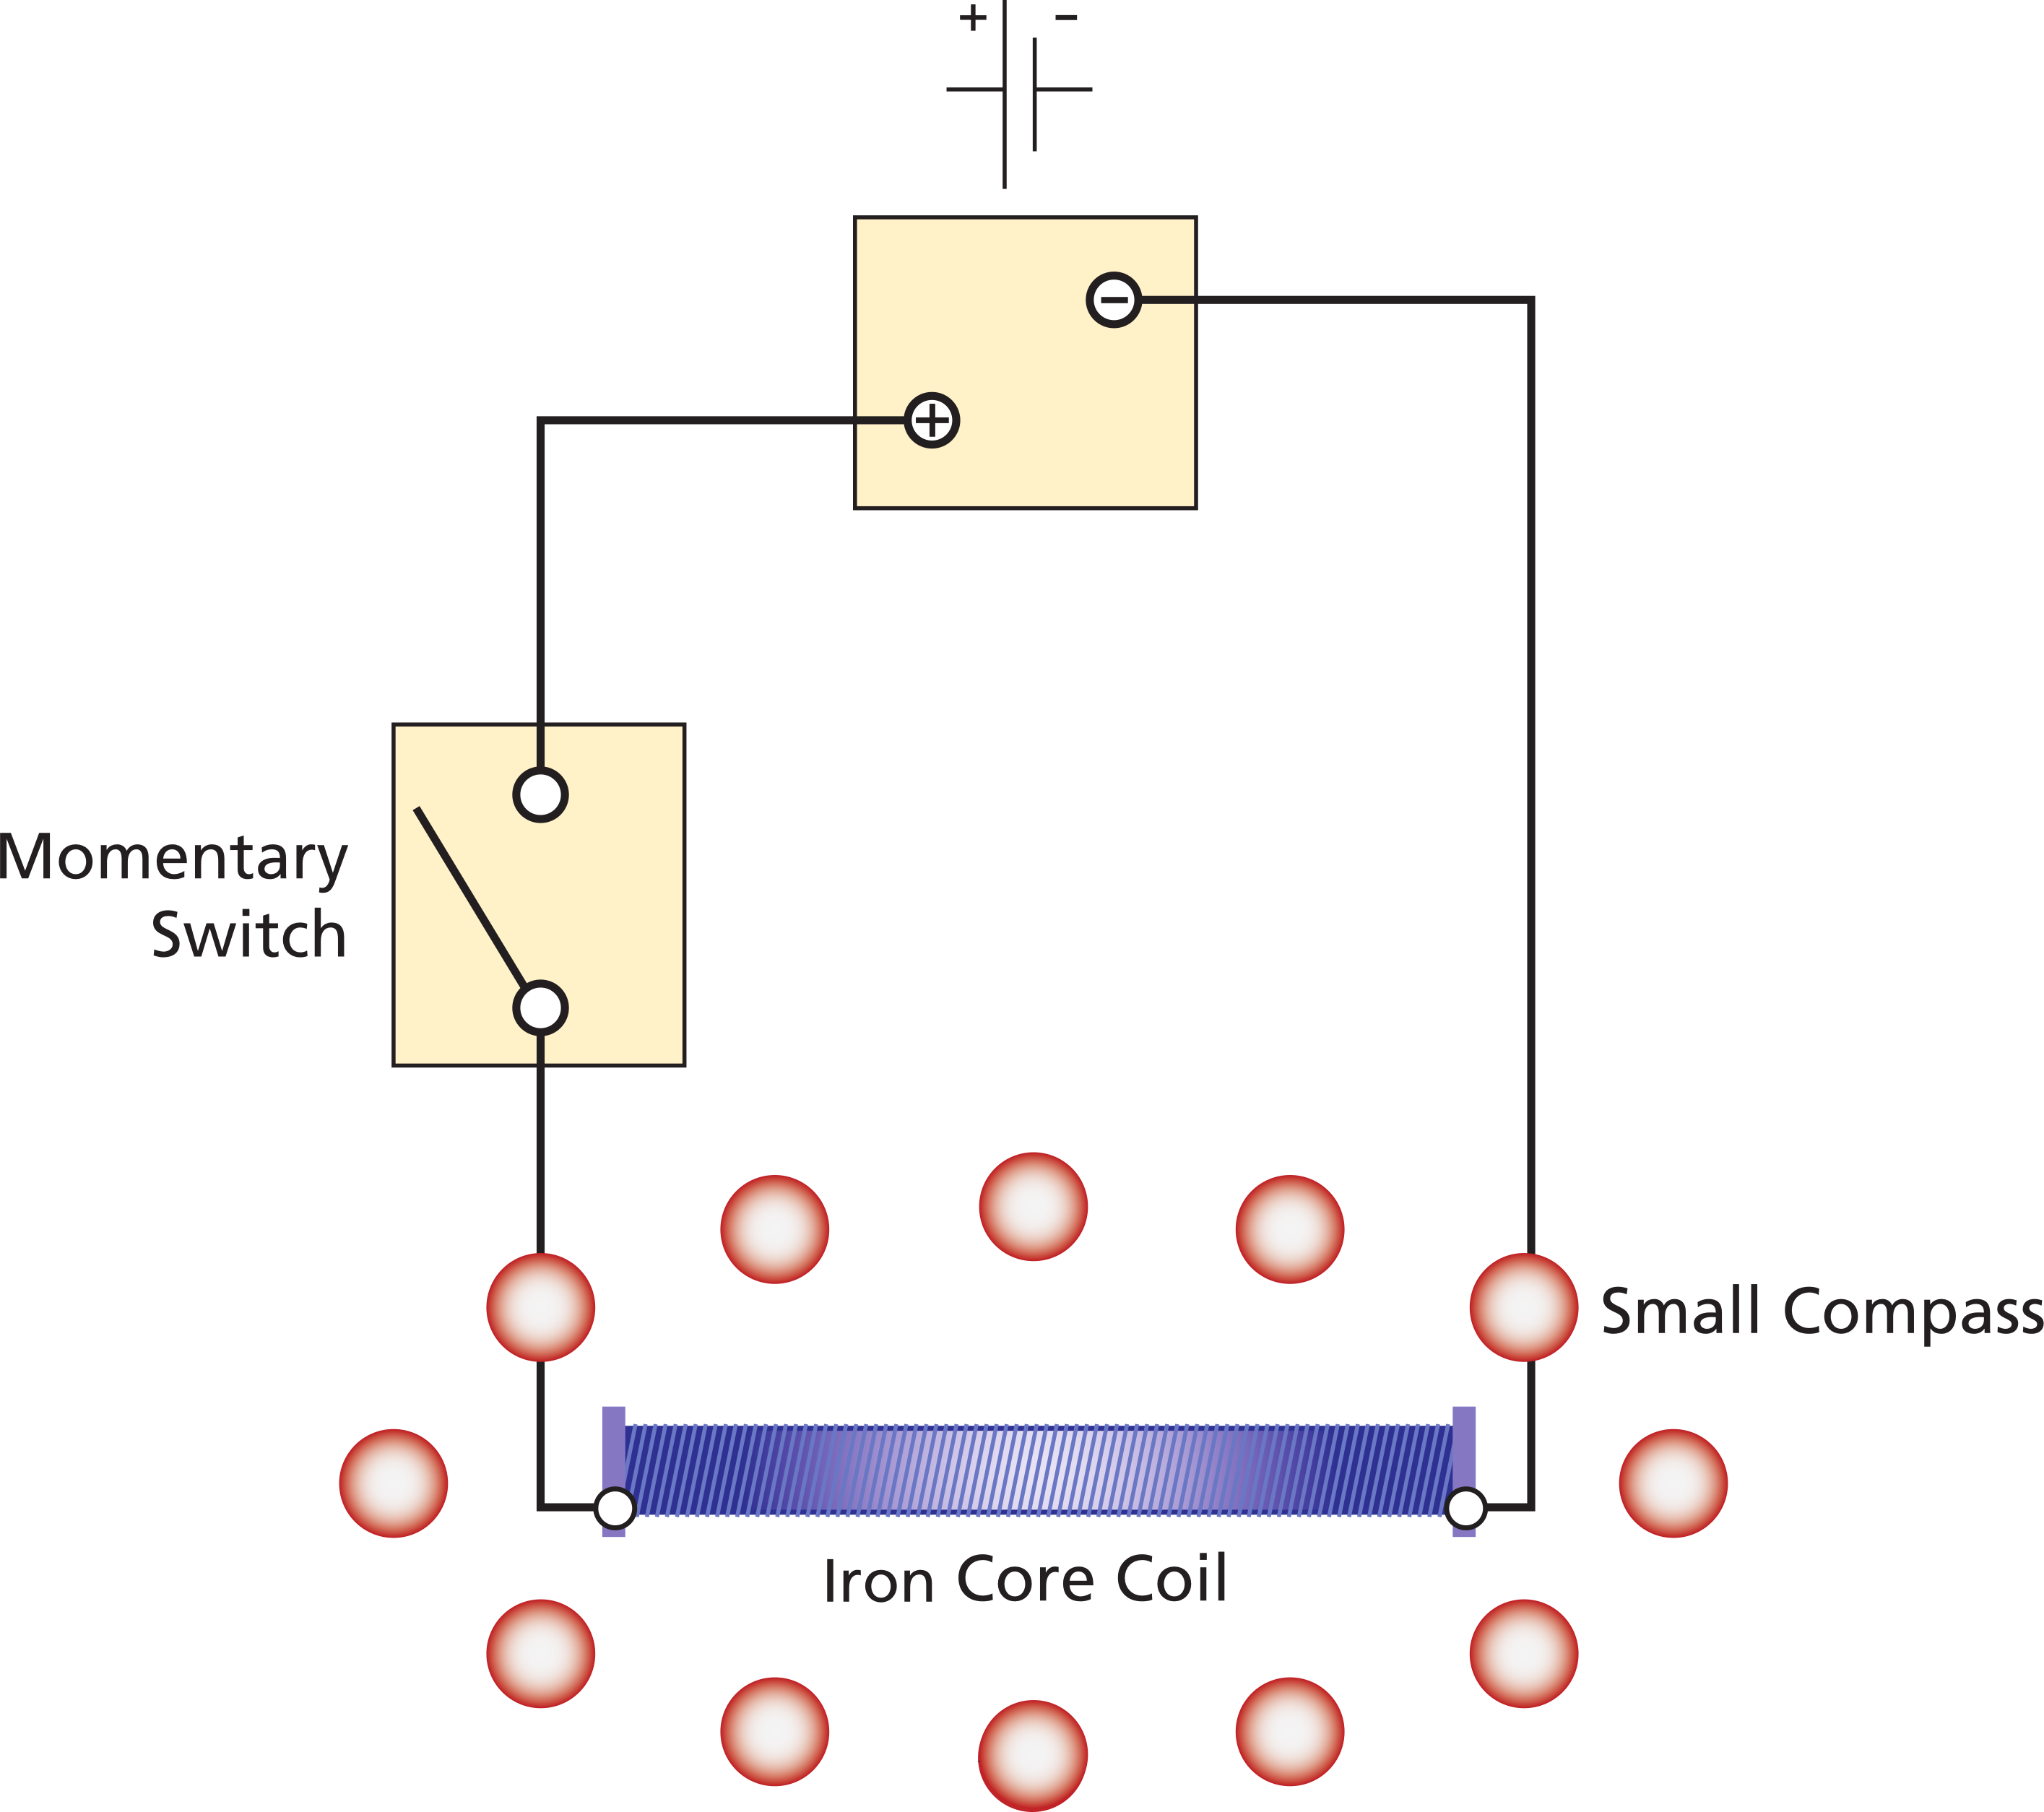 + −
−
+
Momentary
Switch
Small Compass
Iron Core Coil